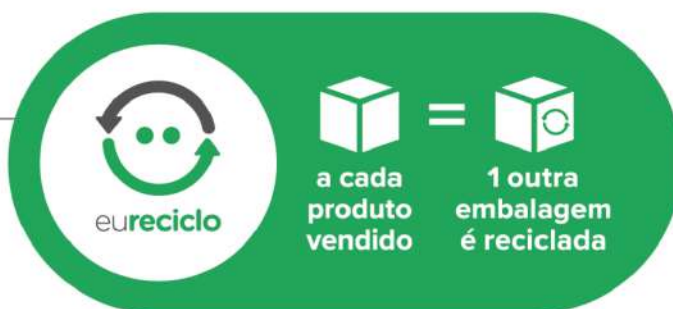 eureciclo
a cada
produto
vendido
=
1 outra
embalagem
é reciclada